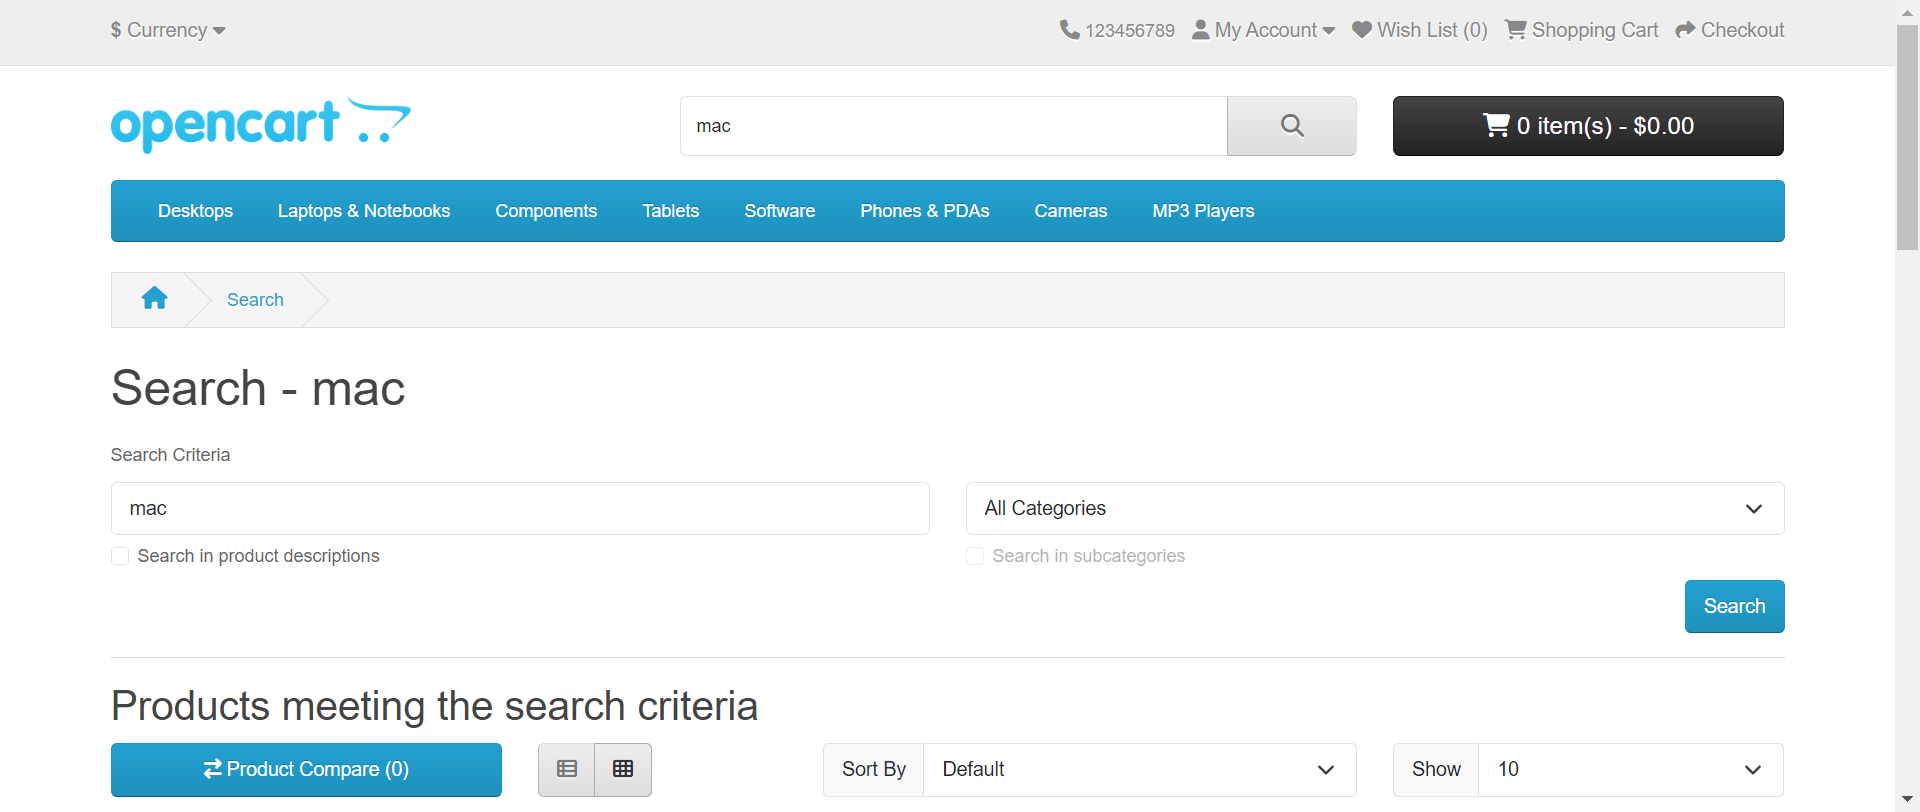 $ Currency
123456789 My Account Wish List (0) Shopping Cart Checkout
opencart
mac
0 item(s) - $0.00
Desktops Laptops & Notebooks Components Tablets Software Phones & PDAs Cameras MP3 Players
Search
Search - mac
Search Criteria
mac
All Categories
Search in product descriptions
Search in subcategories
Search
Products meeting the search criteria
Product Compare (0)
Sort By Default
Show 10